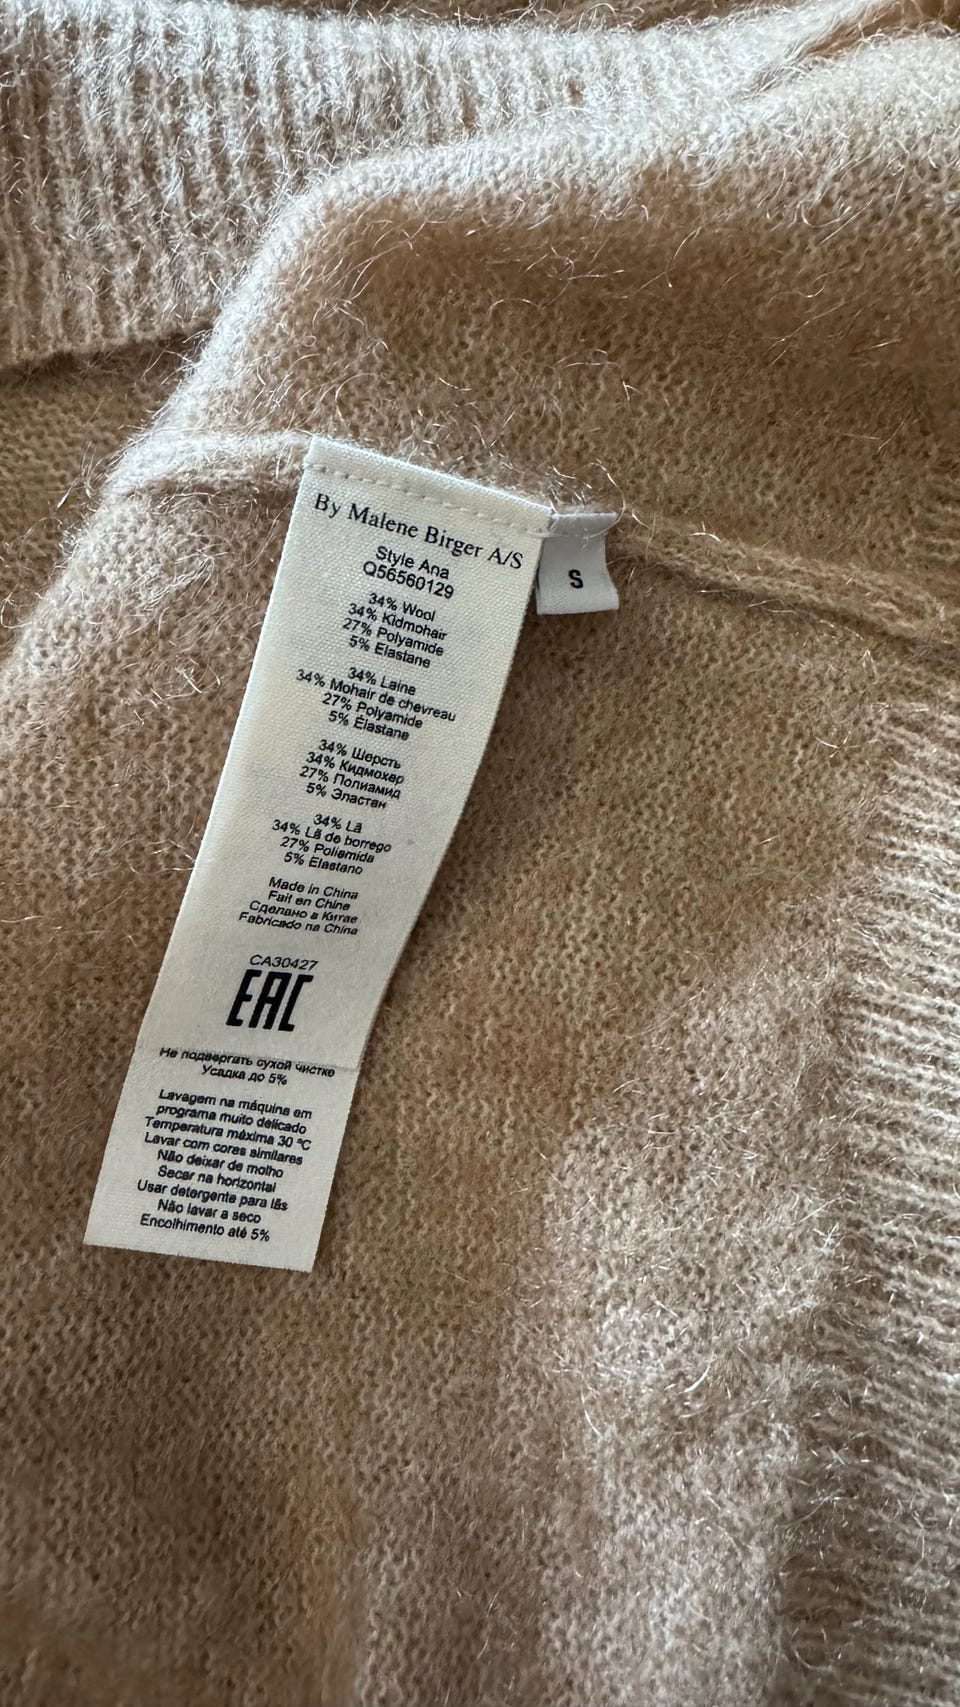 By Malene Birger A/S
Style Ana
Q56560129
34% Wool
34% Kidmohair
27% Polyamide
5% Elastane
34% Laine
34% Mohair de chevreau
27% Polyamide
5% Élastane
34% Шерсть
34% Кидмохер
27% Полиамид
5% Эластан
34% Lã
34% Lã de borrego
27% Poliamida
5% Elastano
Made in China
Fait en Chine
Сделано в Китае
Fabricado na China
CA30427
EAC
Не подвергать сухой чистке
Усадка до 5%
Lavagem na máquina em
programa muito delicado
Temperatura máxima 30 °C
Lavar com cores similares
Não deixar de molho
Secar na horizontal
Usar detergente para lãs
Não lavar a seco
Encolhimento até 5%
S